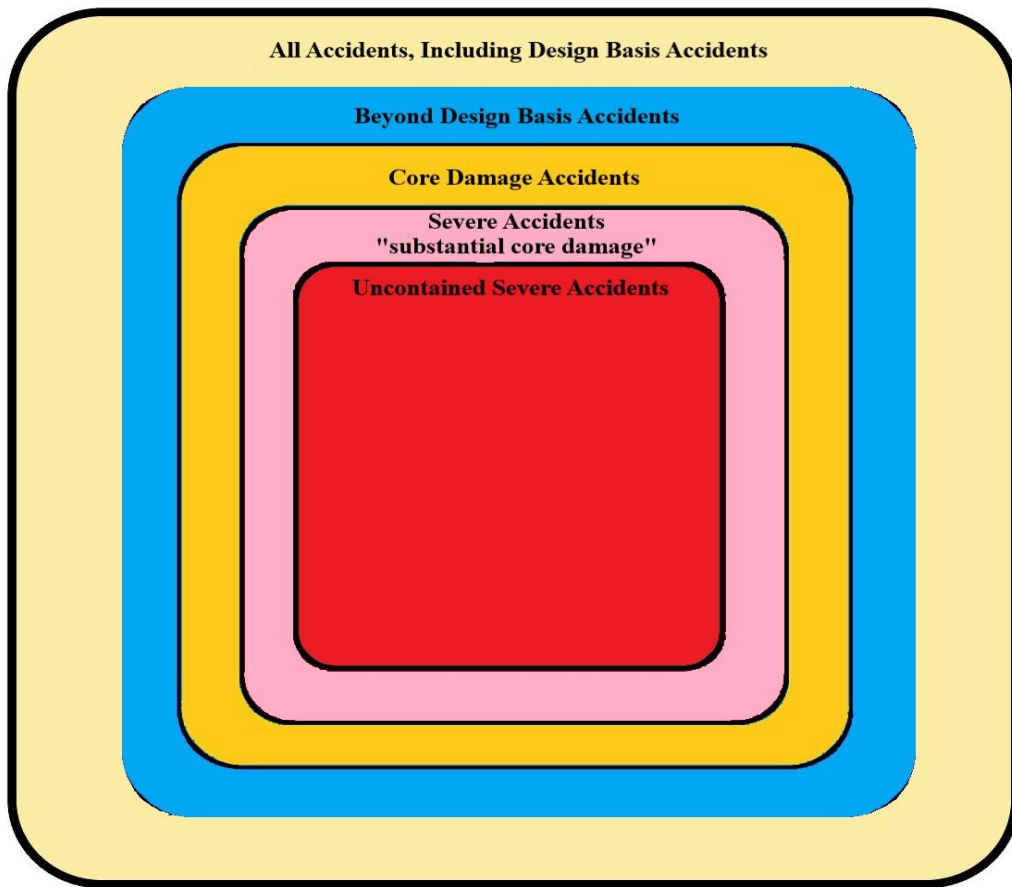 All Accidents, Including Design Basis Accidents
Beyond Design Basis Accidents
Core Damage Accidents
Severe Accidents
"substantial core damage"
Uncontained Severe Accidents